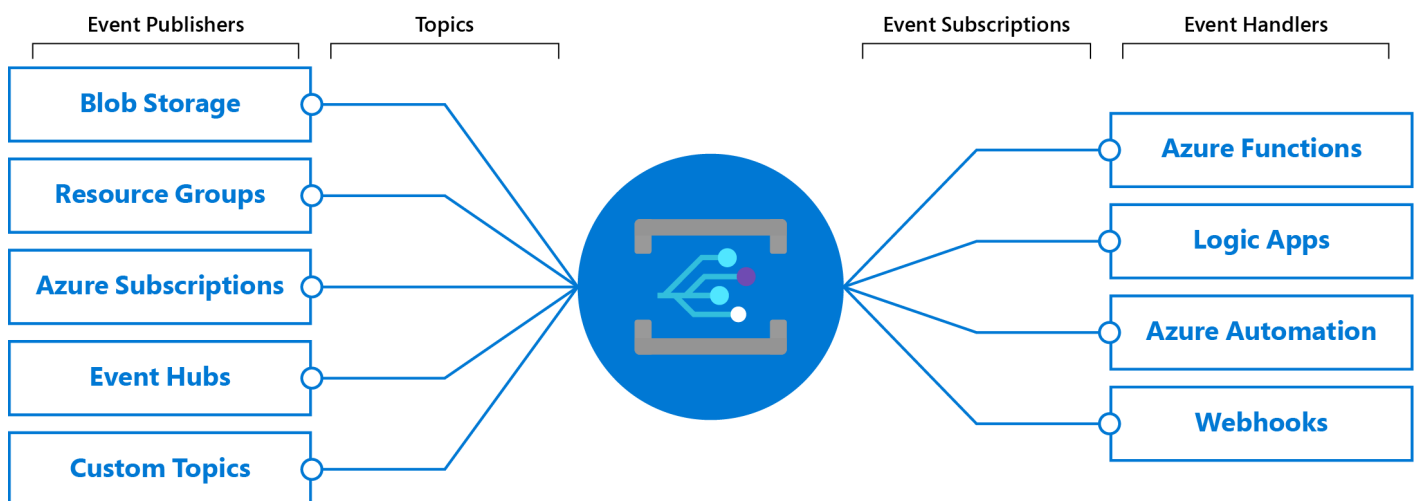 Event Publishers
Topics
Event Subscriptions
Event Handlers
Blob Storage
Resource Groups
Azure Subscriptions
Event Hubs
Custom Topics
Azure Functions
Logic Apps
Azure Automation
Webhooks